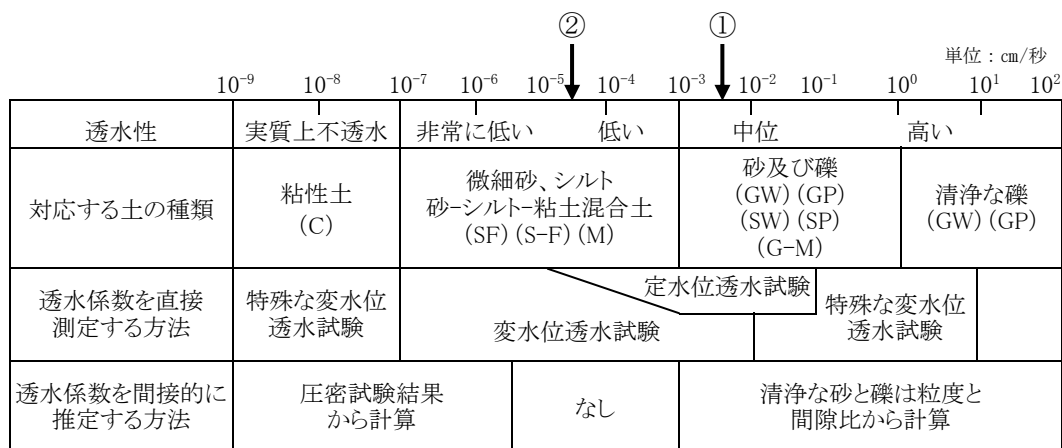 ② ①
単位：cm/秒
10⁻⁹ 10⁻⁸ 10⁻⁷ 10⁻⁶ 10⁻⁵ 10⁻⁴ 10⁻³ 10⁻² 10⁻¹ 10⁰ 10¹ 10²
透水性 実質上不透水 非常に低い 低い 中位 高い
対応する土の種類
粘性土
(C)
微細砂、シルト
砂-シルト-粘土混合土
(SF)(S-F)(M)
砂及び礫
(GW)(GP)
(SW)(SP)
(G-M)
清浄な礫
(GW)(GP)
透水係数を直接
測定する方法
特殊な変水位
透水試験
変水位透水試験
定水位透水試験
特殊な変水位
透水試験
透水係数を間接的に
推定する方法
圧密試験結果
から計算
なし
清浄な砂と礫は粒度と
間隙比から計算